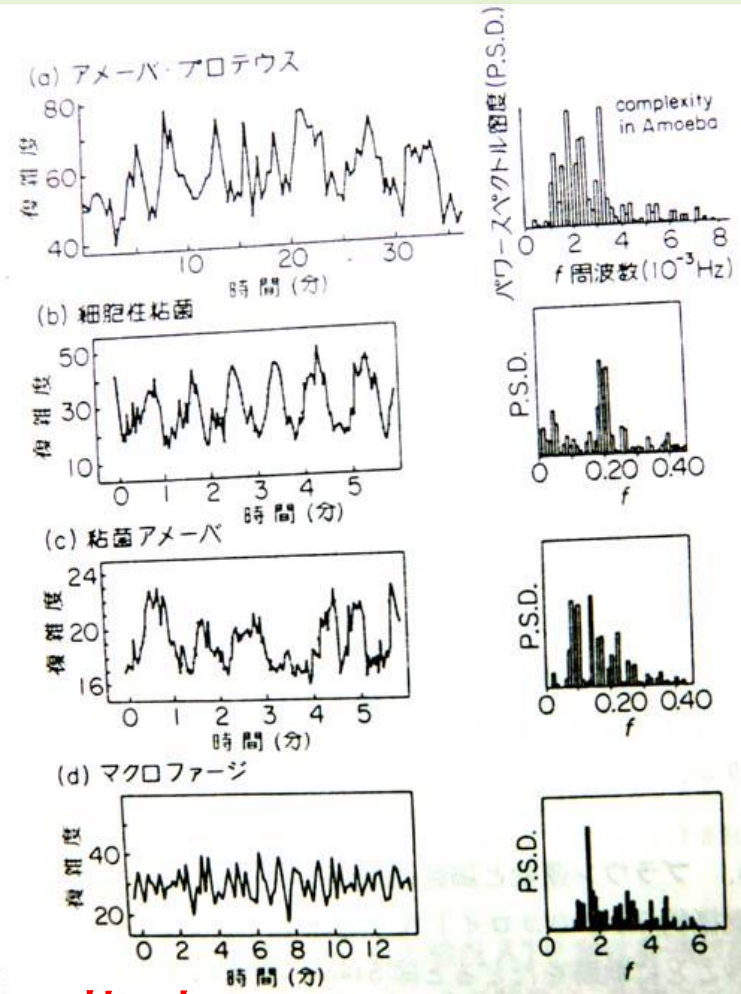 (a) アメーバ・プロテウス
複雑度
80
60
40
10 20 30
時間 (分)
パワースペクトル密度 (P.S.D.)
complexity
in Amoeba
0 2 4 6 8
f 周波数 (10⁻³Hz)
(b) 細胞性粘菌
複雑度
50
30
10
0 1 2 3 4 5
時間 (分)
P.S.D.
0 0.20 0.40
f
(c) 粘菌アメーバ
複雑度
24
20
16
0 1 2 3 4 5
時間 (分)
P.S.D.
0 0.20 0.40
f
(d) マクロファージ
複雑度
40
20
0 2 4 6 8 10 12
時間 (分)
P.S.D.
0 2 4 6
f